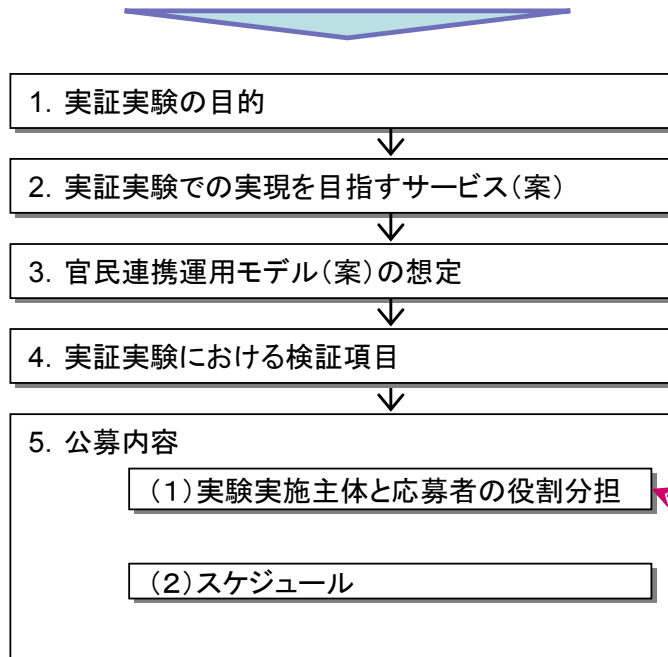 1. 実証実験の目的
2. 実証実験での実現を目指すサービス(案)
3. 官民連携運用モデル(案)の想定
4. 実証実験における検証項目
5. 公募内容
(1)実験実施主体と応募者の役割分担
(2)スケジュール